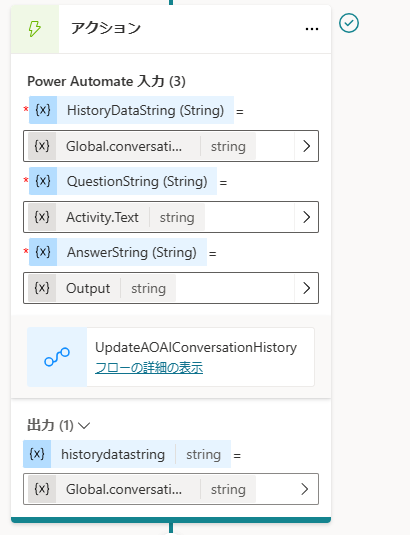 アクション
Power Automate 入力 (3)
* {x} HistoryDataString (String) =
{x} Global.conversati... string
* {x} QuestionString (String) =
{x} Activity.Text string
* {x} AnswerString (String) =
{x} Output string
UpdateAOAIConversationHistory
フローの詳細の表示
出力 (1)
{x} historydatastring string =
{x} Global.conversati... string